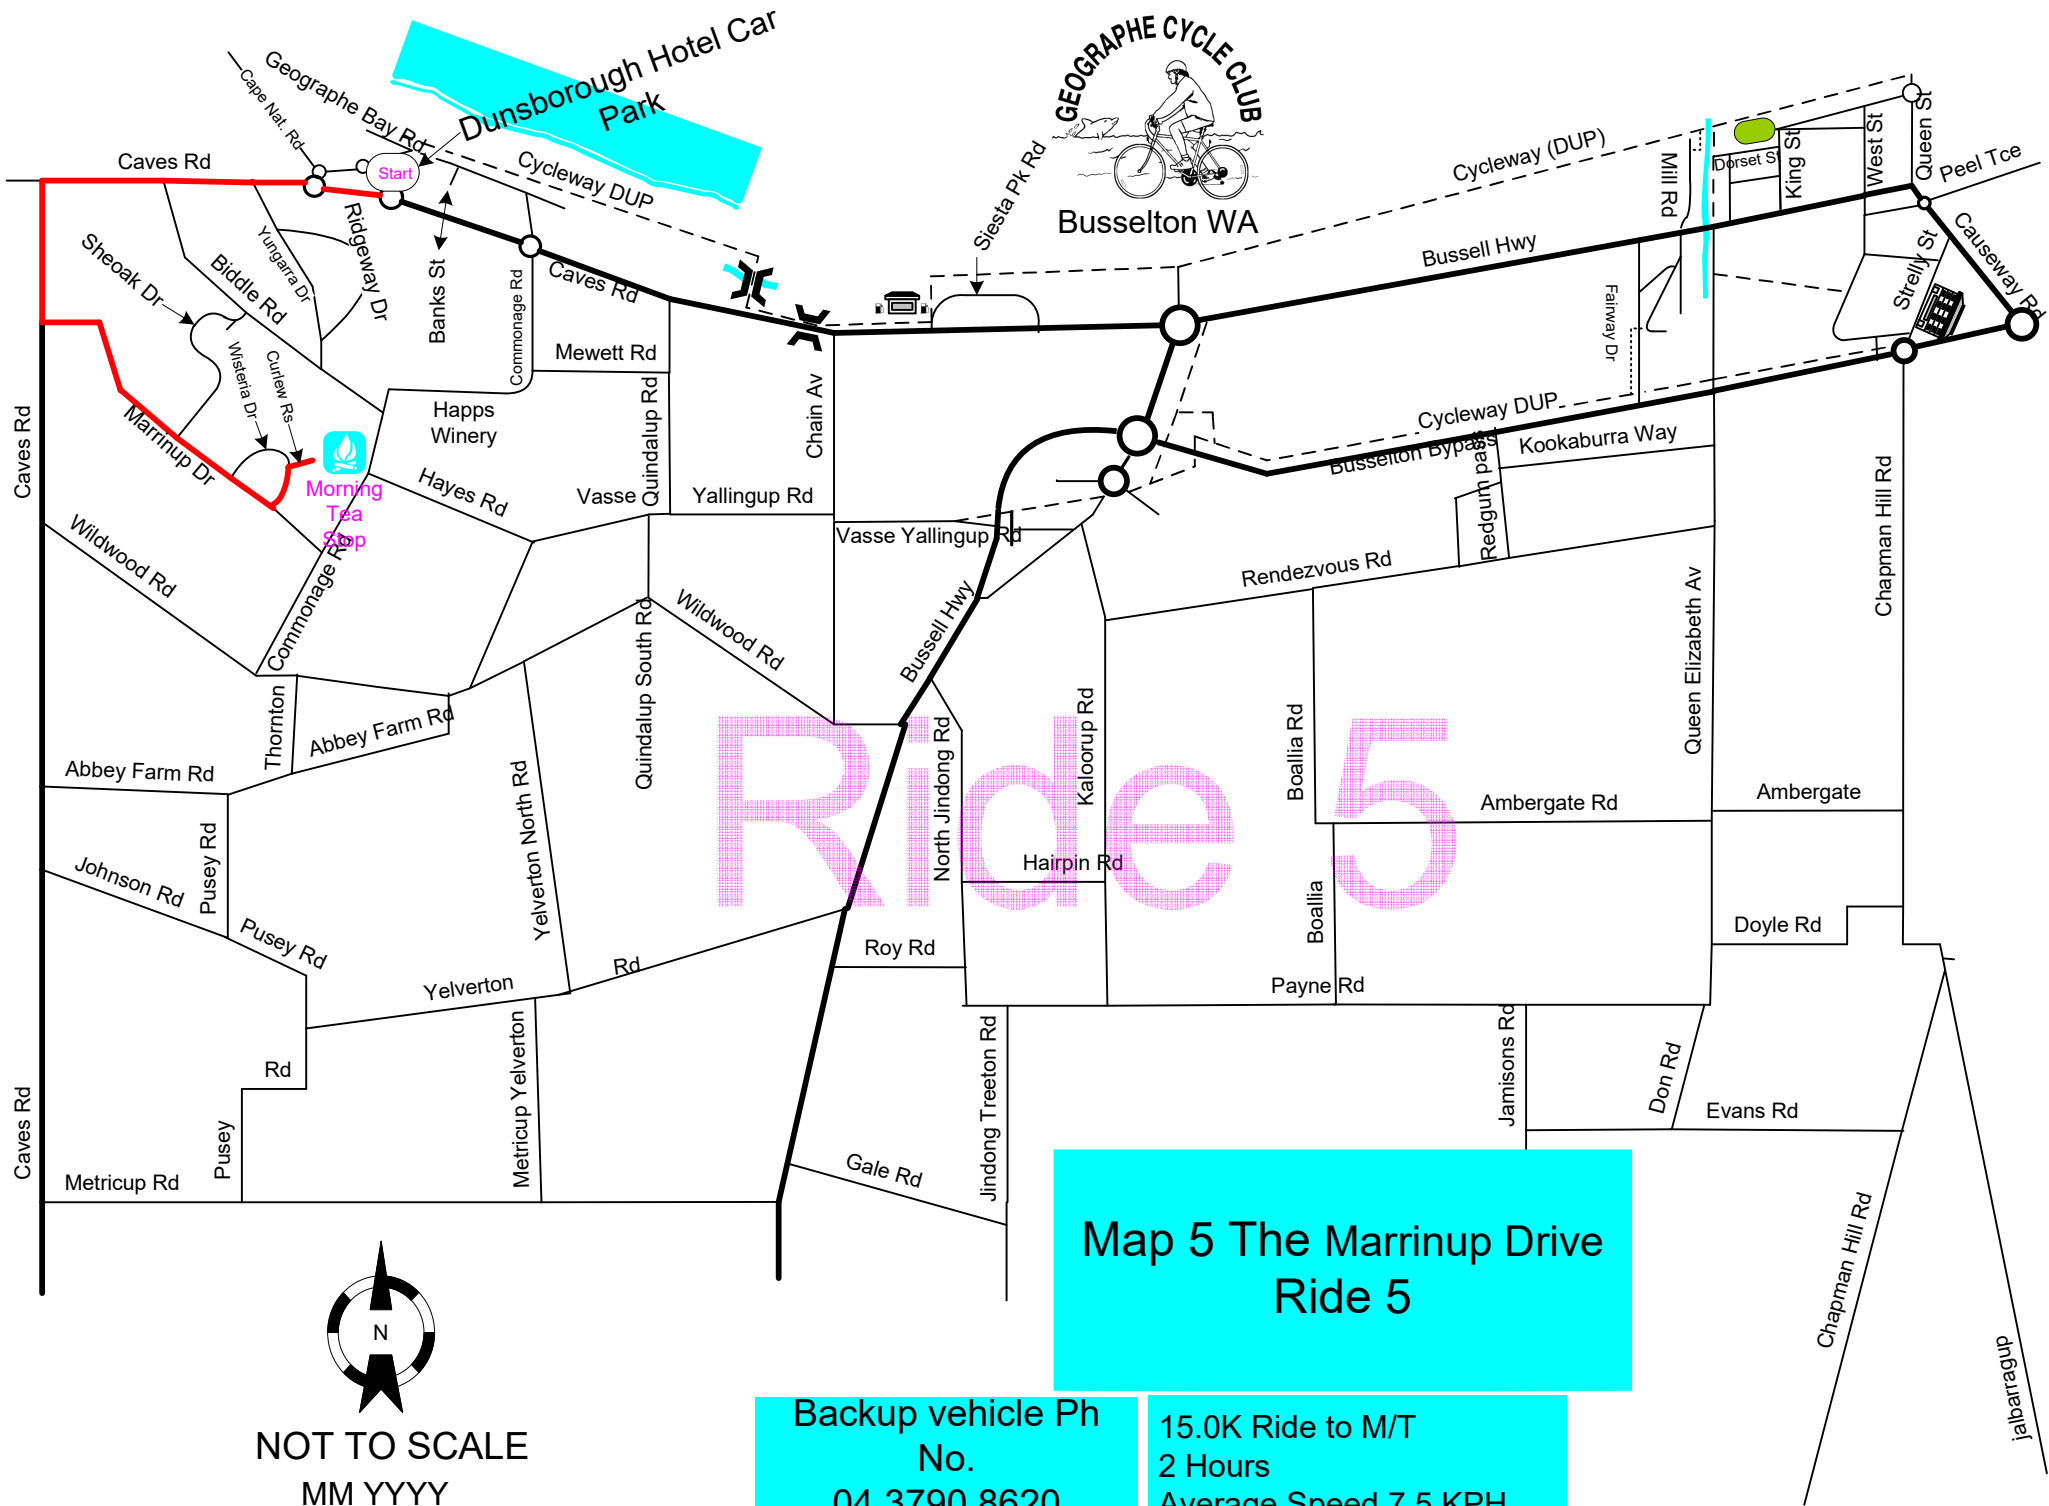 Dunsborough Hotel Car
Park
GEOGRAPHE CYCLE CLUB
Busselton WA
Geographe Bay Rd
Cape Nat. Rd
Caves Rd
Start
Cycleway DUP
Siesta Pk Rd
Cycleway (DUP)
Mill Rd
Dorset St
King St
West St
Queen St
Peel Tce
Causeway Rd
Strelly St
Bussell Hwy
Fairway Dr
Sheoak Dr
Yungarra Dr
Ridgeway Dr
Biddle Rd
Banks St
Commonage Rd
Caves Rd
Mewett Rd
Wisteria Dr
Curlew Rs
Happs
Winery
Quindalup Rd
Chain Av
Cycleway DUP
Busselton Bypass
Redgum pass
Kookaburra Way
Caves Rd
Marrinup Dr
Morning
Tea
Stop
Hayes Rd
Vasse
Yallingup Rd
Vasse Yallingup Rd
Chapman Hill Rd
Wildwood Rd
Commonage Rd
Rendezvous Rd
Queen Elizabeth Av
Quindalup South Rd
Wildwood Rd
Bussell Hwy
Thornton
Abbey Farm Rd
Abbey Farm Rd
Ride 5
North Jindong Rd
Kaloorup Rd
Boallia Rd
Ambergate Rd
Ambergate
Yelverton North Rd
Pusey Rd
Johnson Rd
Hairpin Rd
Pusey Rd
Boallia
Doyle Rd
Roy Rd
Yelverton
Rd
Payne Rd
Rd
Pusey
Metricup Yelverton
Jindong Treeton Rd
Jamisons Rd
Don Rd
Evans Rd
Caves Rd
Metricup Rd
Gale Rd
Chapman Hill Rd
jalbarragup
Map 5 The Marrinup Drive
Ride 5
N
NOT TO SCALE
MM YYYY
Backup vehicle Ph
No.
04 3790 8620
15.0K Ride to M/T
2 Hours
Average Speed 7.5 KPH